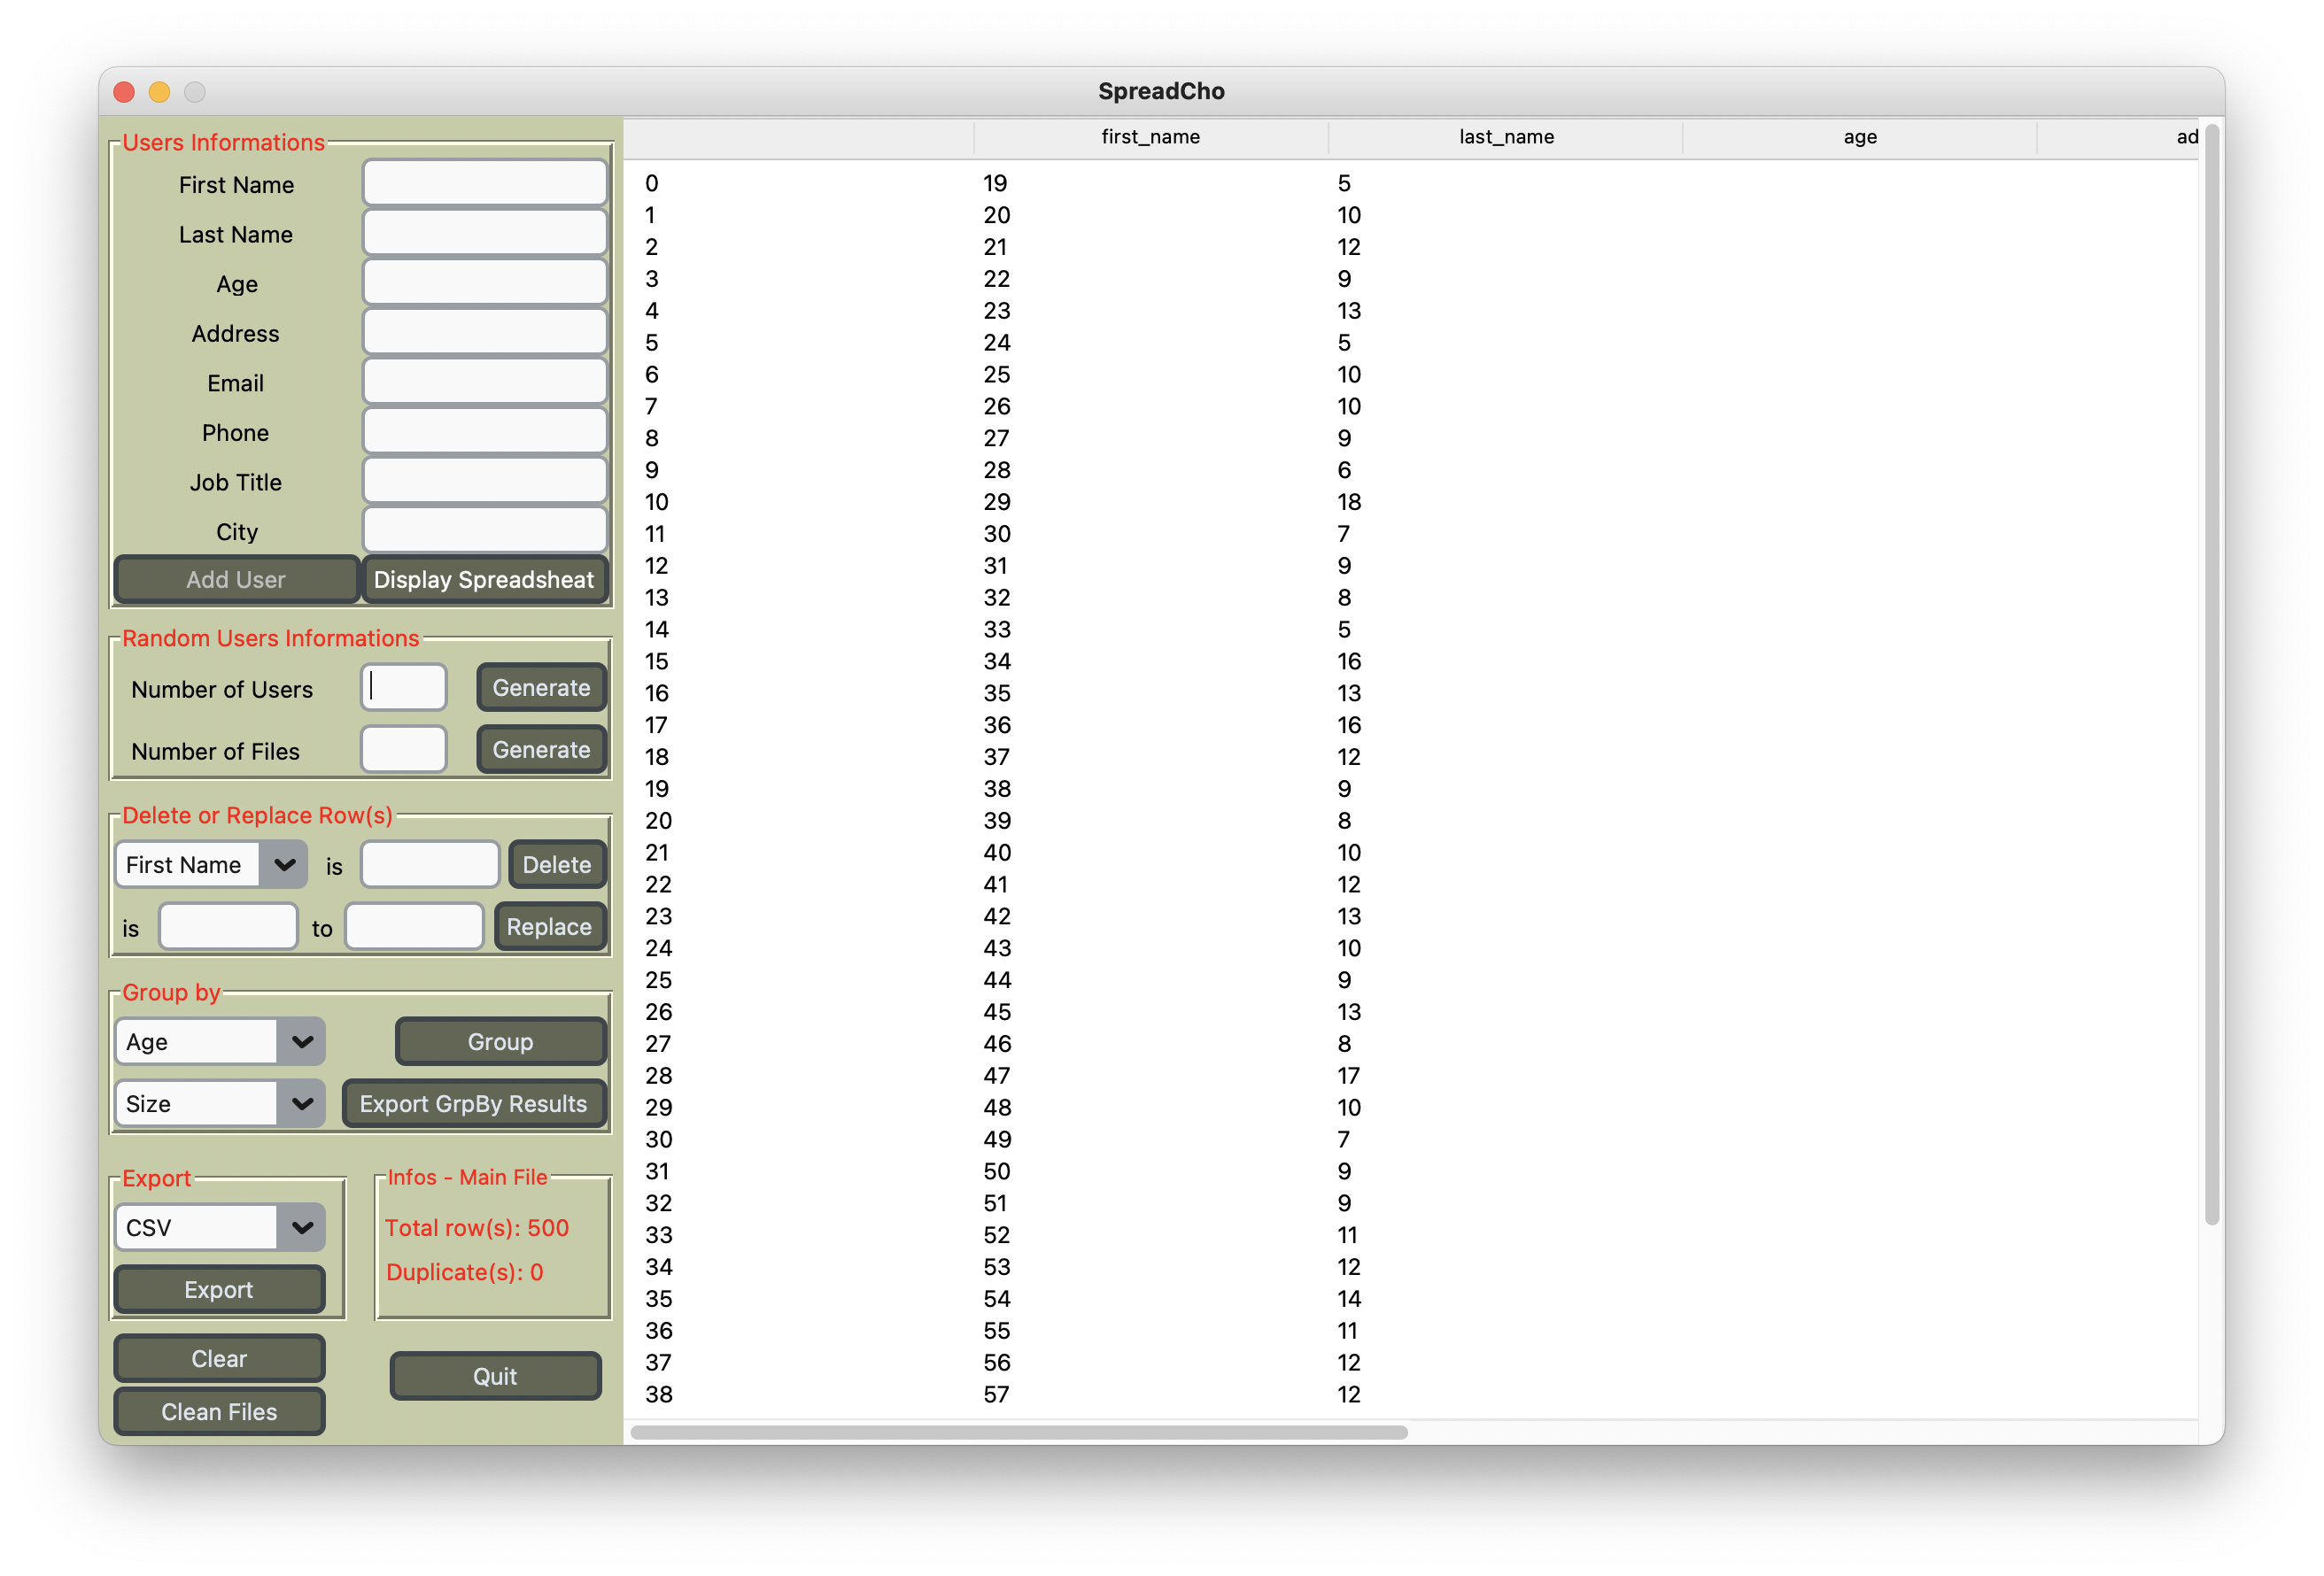 SpreadCho
Users Informations
First Name
Last Name
Age
Address
Email
Phone
Job Title
City
Add User Display Spreadsheat
Random Users Informations
Number of Users Generate
Number of Files Generate
Delete or Replace Row(s)
First Name is Delete
is to Replace
Group by
Age Group
Size Export GrpBy Results
Export
CSV
Export
Infos - Main File
Total row(s): 500
Duplicate(s): 0
Clear
Clean Files
Quit
first_name last_name age ad
0 19 5
1 20 10
2 21 12
3 22 9
4 23 13
5 24 5
6 25 10
7 26 10
8 27 9
9 28 6
10 29 18
11 30 7
12 31 9
13 32 8
14 33 5
15 34 16
16 35 13
17 36 16
18 37 12
19 38 9
20 39 8
21 40 10
22 41 12
23 42 13
24 43 10
25 44 9
26 45 13
27 46 8
28 47 17
29 48 10
30 49 7
31 50 9
32 51 9
33 52 11
34 53 12
35 54 14
36 55 11
37 56 12
38 57 12